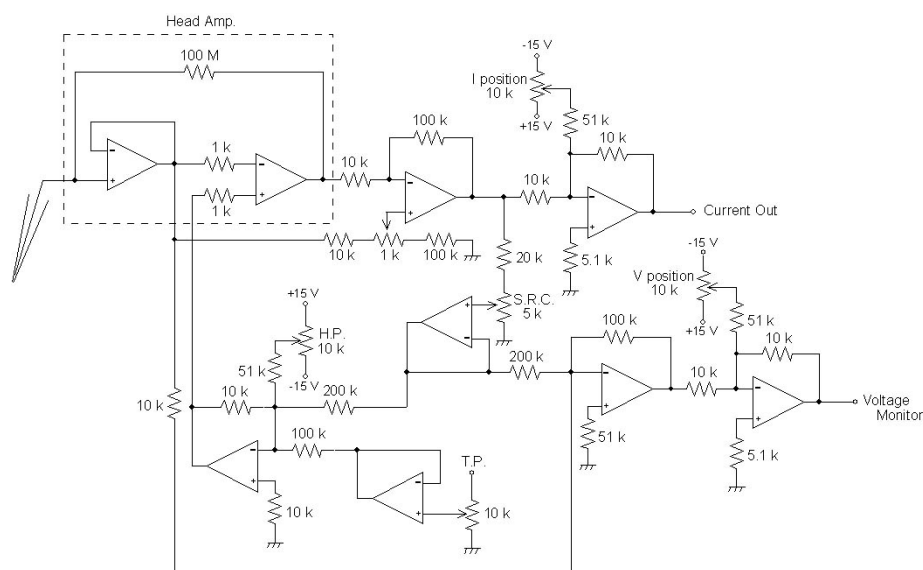 Head Amp.
100 M
-15 V
I position
10 k
+15 V
51 k
100 k
10 k
1 k
10 k
10 k
Current Out
1 k
10 k
1 k
100 k
20 k
5.1 k
-15 V
V position
10 k
+15 V
51 k
S.R.C.
5 k
+15 V
H.P.
10 k
-15 V
51 k
100 k
10 k
200 k
10 k
10 k
10 k
200 k
Voltage
Monitor
51 k
5.1 k
100 k
T.P.
10 k
10 k